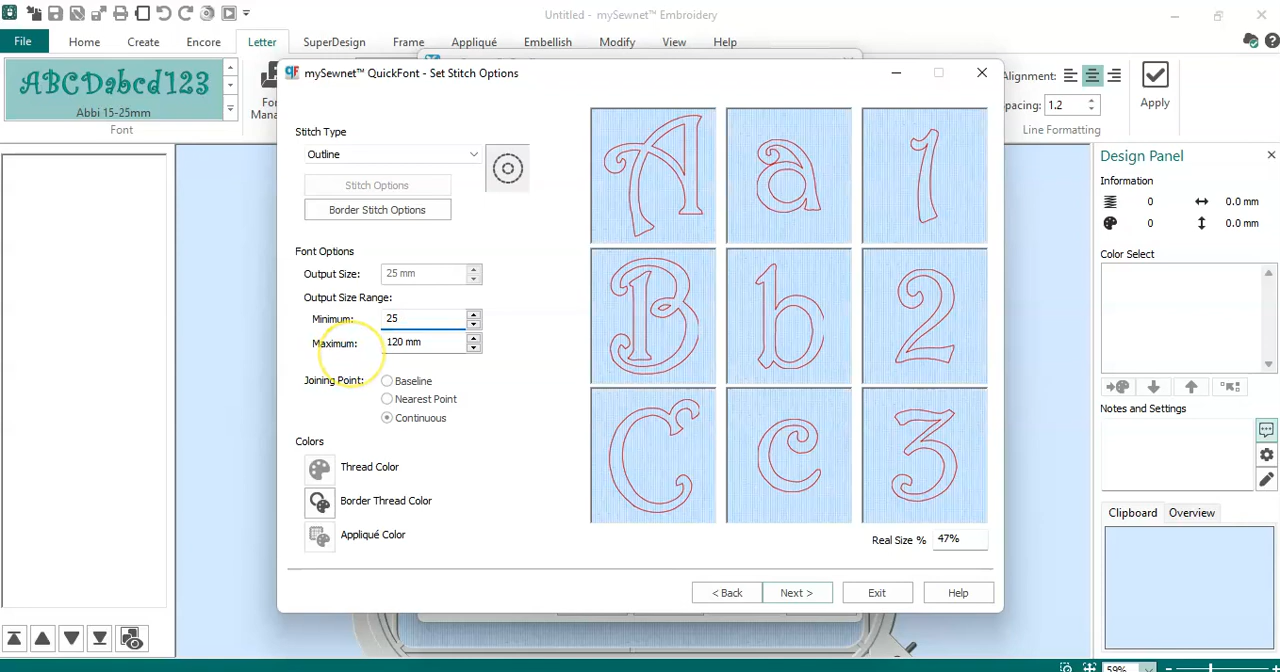 Untitled - mySewnet™ Embroidery
File Home Create Encore Letter SuperDesign Frame Appliqué Embellish Modify View Help
ABCDabcd123
Abbi 15-25mm
Font
Alignment:
1.2
Apply
Line Formatting
mySewnet™ QuickFont - Set Stitch Options
Stitch Type
Outline
Stitch Options
Border Stitch Options
Font Options
Output Size: 25 mm
Output Size Range:
Minimum: 25
Maximum: 120 mm
Joining Point: Baseline
Nearest Point
Continuous
Colors
Thread Color
Border Thread Color
Appliqué Color
A a 1
B b 2
C c 3
Real Size % 47%
< Back Next > Exit Help
Design Panel
Information
0 0.0 mm
0 0.0 mm
Color Select
Notes and Settings
Clipboard Overview
59%